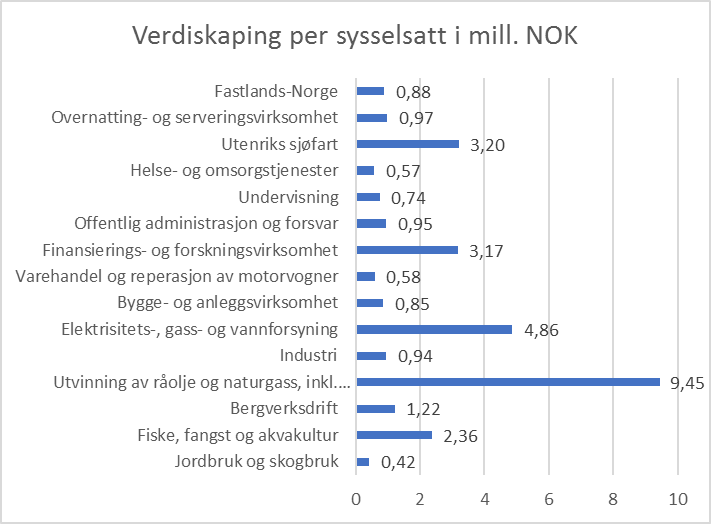 Verdiskaping per sysselsatt i mill. NOK
Fastlands-Norge 0,88
Overnatting- og serveringsvirksomhet 0,97
Utenriks sjøfart 3,20
Helse- og omsorgstjenester 0,57
Undervisning 0,74
Offentlig administrasjon og forsvar 0,95
Finansierings- og forskningsvirksomhet 3,17
Varehandel og reperasjon av motorvogner 0,58
Bygge- og anleggsvirksomhet 0,85
Elektrisitets-, gass- og vannforsyning 4,86
Industri 0,94
Utvinning av råolje og naturgass, inkl.... 9,45
Bergverksdrift 1,22
Fiske, fangst og akvakultur 2,36
Jordbruk og skogbruk 0,42
0 2 4 6 8 10